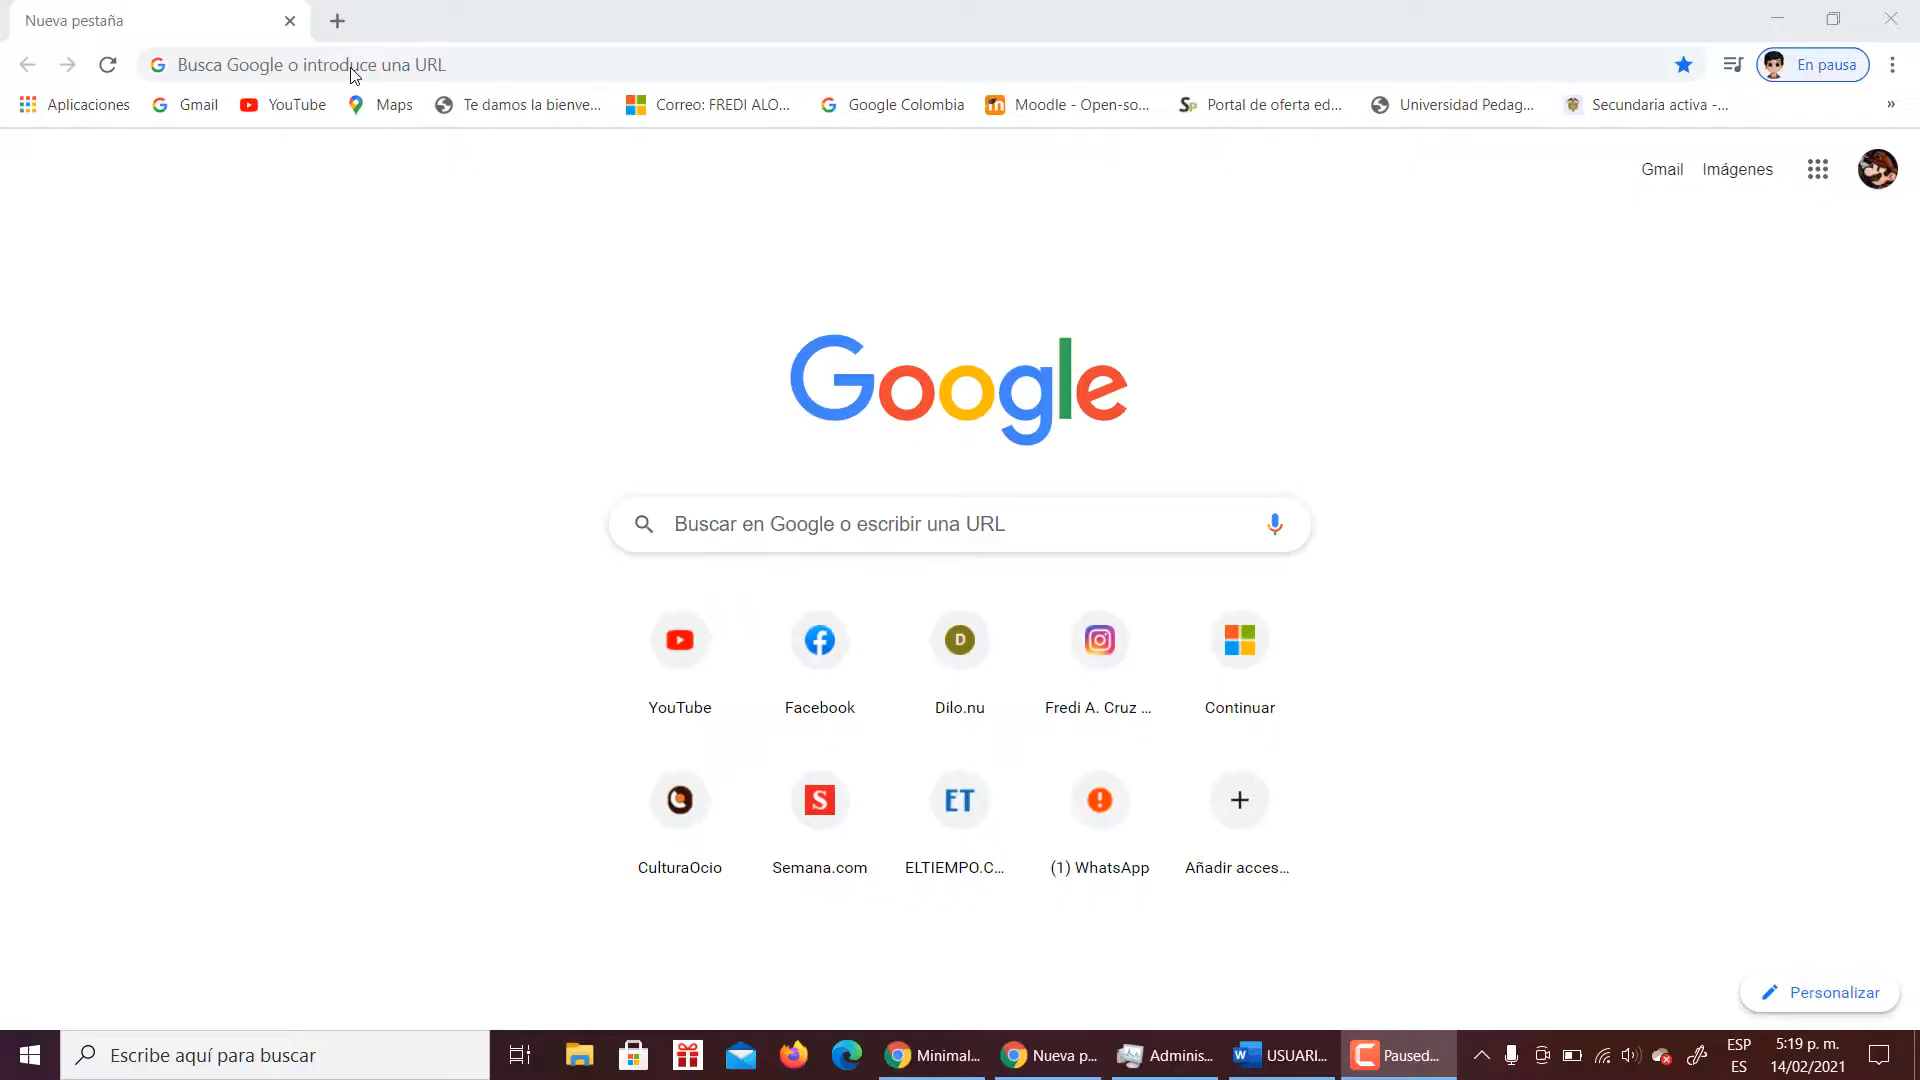 Nueva pestaña
Busca Google o introduce una URL
En pausa
Aplicaciones Gmail YouTube Maps Te damos la bienve... Correo: FREDI ALO... Google Colombia Moodle - Open-so... Portal de oferta ed... Universidad Pedag... Secundaria activa -... »
Gmail Imágenes
Google
Buscar en Google o escribir una URL
D
YouTube Facebook Dilo.nu Fredi A. Cruz ... Continuar
S ET
CulturaOcio Semana.com ELTIEMPO.C... (1) WhatsApp Añadir acces...
Personalizar
Escribe aquí para buscar
Minimal... Nueva p... Adminis... USUARI... Paused...
ESP
ES
5:19 p. m.
14/02/2021